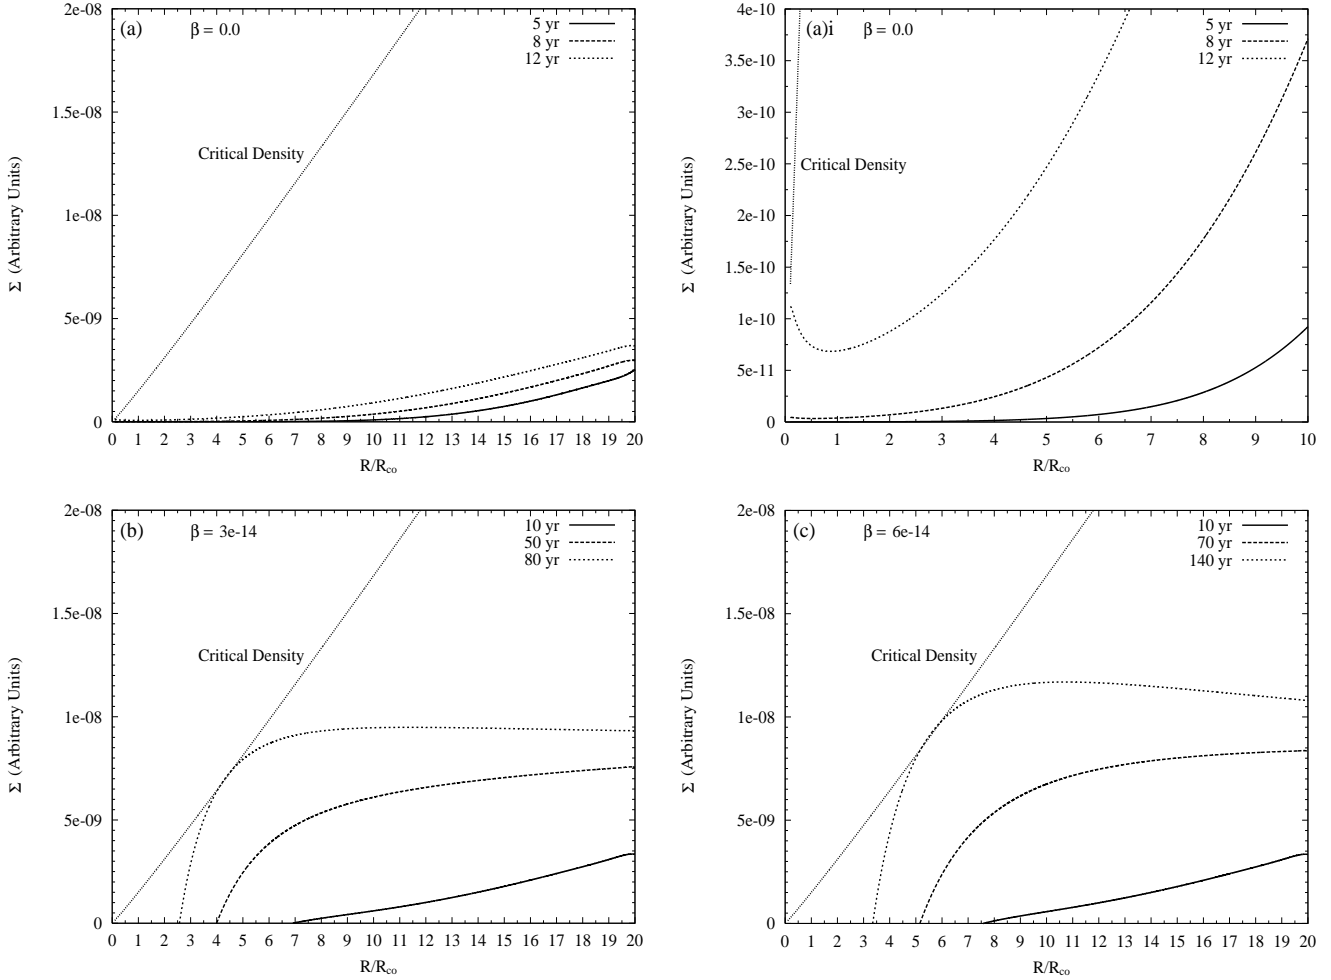 (a) β = 0.0
5 yr
8 yr
12 yr
Critical Density
Σ (Arbitrary Units)
2e-08
1.5e-08
1e-08
5e-09
0
0 1 2 3 4 5 6 7 8 9 10 11 12 13 14 15 16 17 18 19 20
R/Rco
(a)i β = 0.0
5 yr
8 yr
12 yr
Critical Density
Σ (Arbitrary Units)
4e-10
3.5e-10
3e-10
2.5e-10
2e-10
1.5e-10
1e-10
5e-11
0
0 1 2 3 4 5 6 7 8 9 10
R/Rco
(b) β = 3e-14
10 yr
50 yr
80 yr
Critical Density
Σ (Arbitrary Units)
2e-08
1.5e-08
1e-08
5e-09
0
0 1 2 3 4 5 6 7 8 9 10 11 12 13 14 15 16 17 18 19 20
R/Rco
(c) β = 6e-14
10 yr
70 yr
140 yr
Critical Density
Σ (Arbitrary Units)
2e-08
1.5e-08
1e-08
5e-09
0
0 1 2 3 4 5 6 7 8 9 10 11 12 13 14 15 16 17 18 19 20
R/Rco